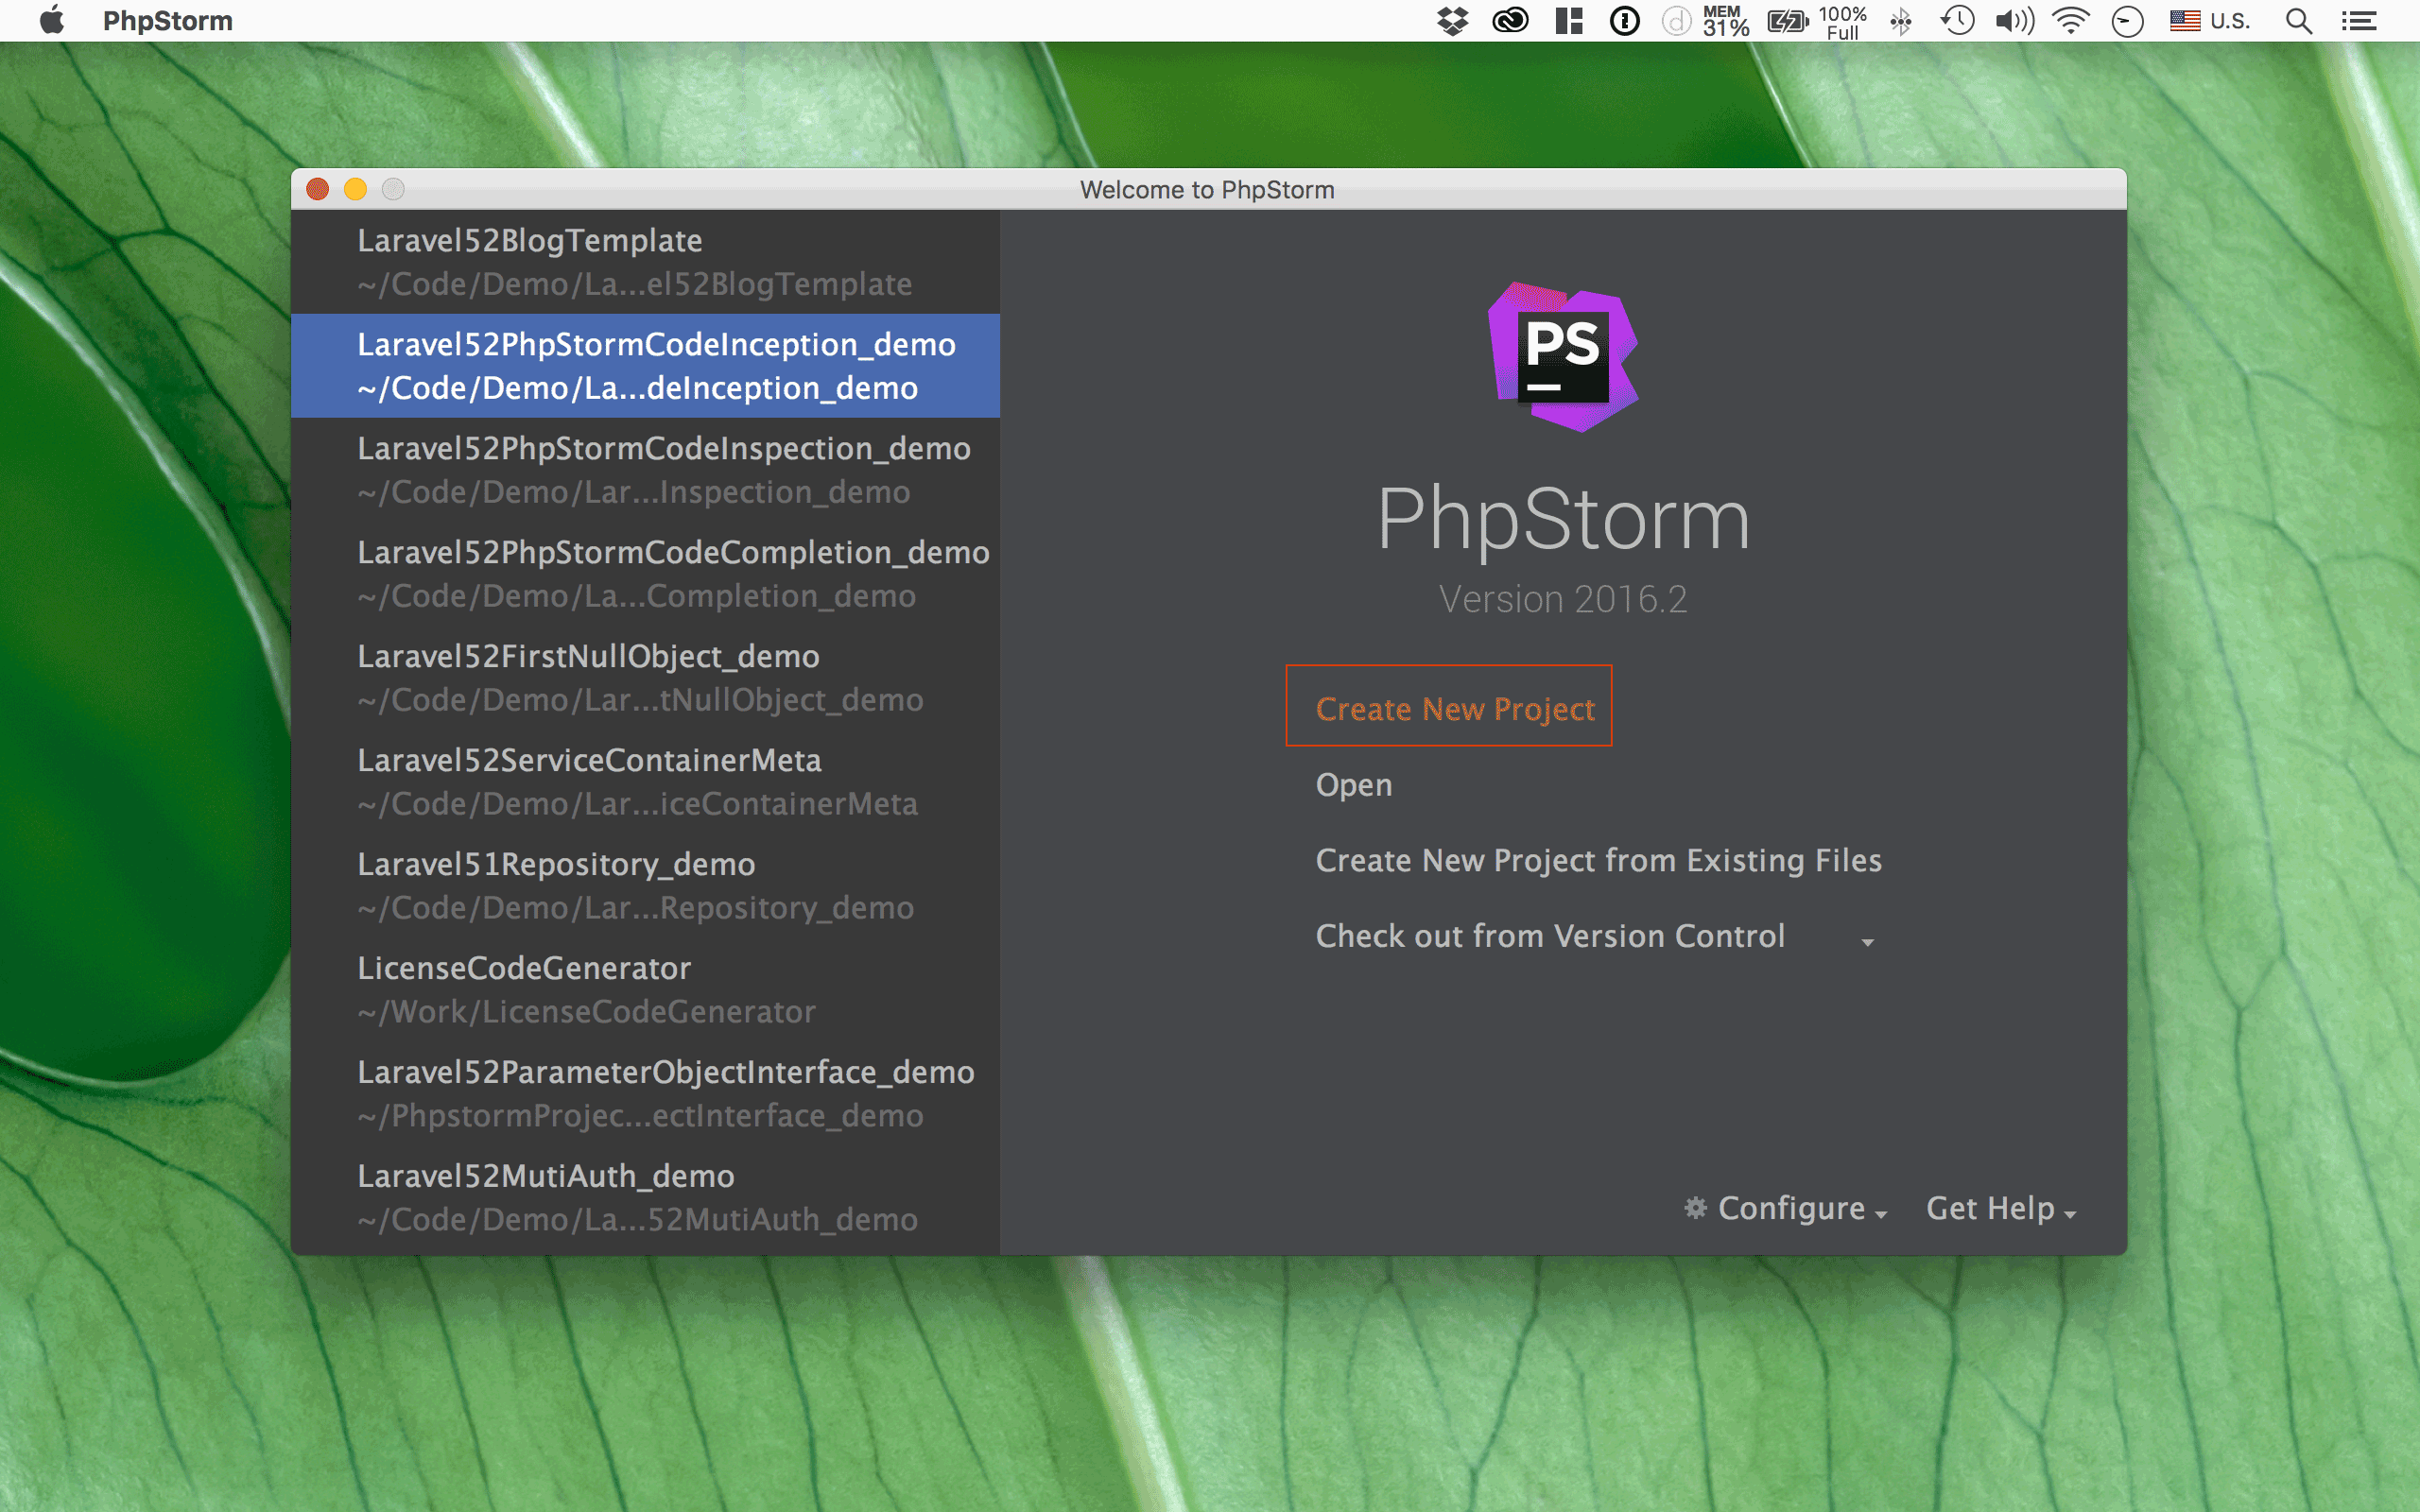 PhpStorm
MEM
31%
100%
Full
U.S.
Welcome to PhpStorm
Laravel52BlogTemplate
~/Code/Demo/La...el52BlogTemplate
Laravel52PhpStormCodeInception_demo
~/Code/Demo/La...deInception_demo
Laravel52PhpStormCodeInspection_demo
~/Code/Demo/Lar...Inspection_demo
Laravel52PhpStormCodeCompletion_demo
~/Code/Demo/La...Completion_demo
Laravel52FirstNullObject_demo
~/Code/Demo/Lar...tNullObject_demo
Laravel52ServiceContainerMeta
~/Code/Demo/Lar...iceContainerMeta
Laravel51Repository_demo
~/Code/Demo/Lar...Repository_demo
LicenseCodeGenerator
~/Work/LicenseCodeGenerator
Laravel52ParameterObjectInterface_demo
~/PhpstormProjec...ectInterface_demo
Laravel52MutiAuth_demo
~/Code/Demo/La...52MutiAuth_demo
PS
PhpStorm
Version 2016.2
Create New Project
Open
Create New Project from Existing Files
Check out from Version Control
Configure
Get Help